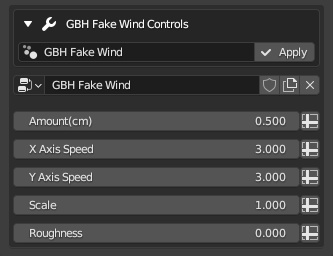 GBH Fake Wind Controls
GBH Fake Wind Apply
GBH Fake Wind
Amount(cm) 0.500
X Axis Speed 3.000
Y Axis Speed 3.000
Scale 1.000
Roughness 0.000